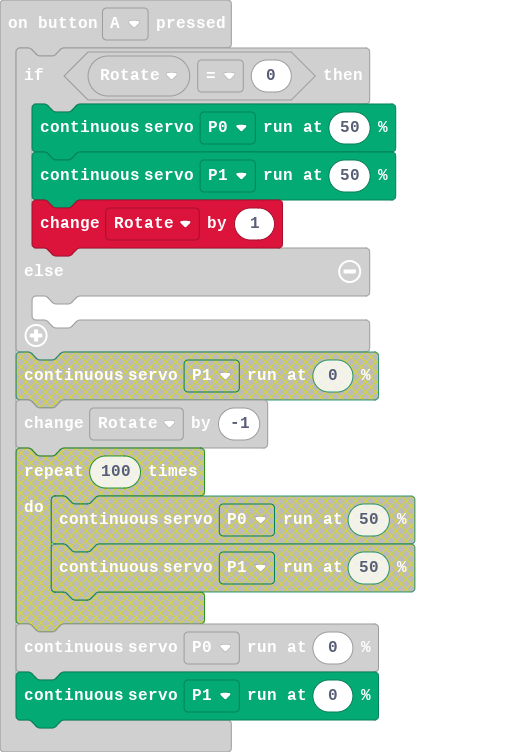 on button A pressed
if Rotate = 0 then
continuous servo P0 run at 50 %
continuous servo P1 run at 50 %
change Rotate by 1
else
continuous servo P1 run at 0 %
change Rotate by -1
repeat 100 times
do continuous servo P0 run at 50 %
continuous servo P1 run at 50 %
continuous servo P0 run at 0 %
continuous servo P1 run at 0 %